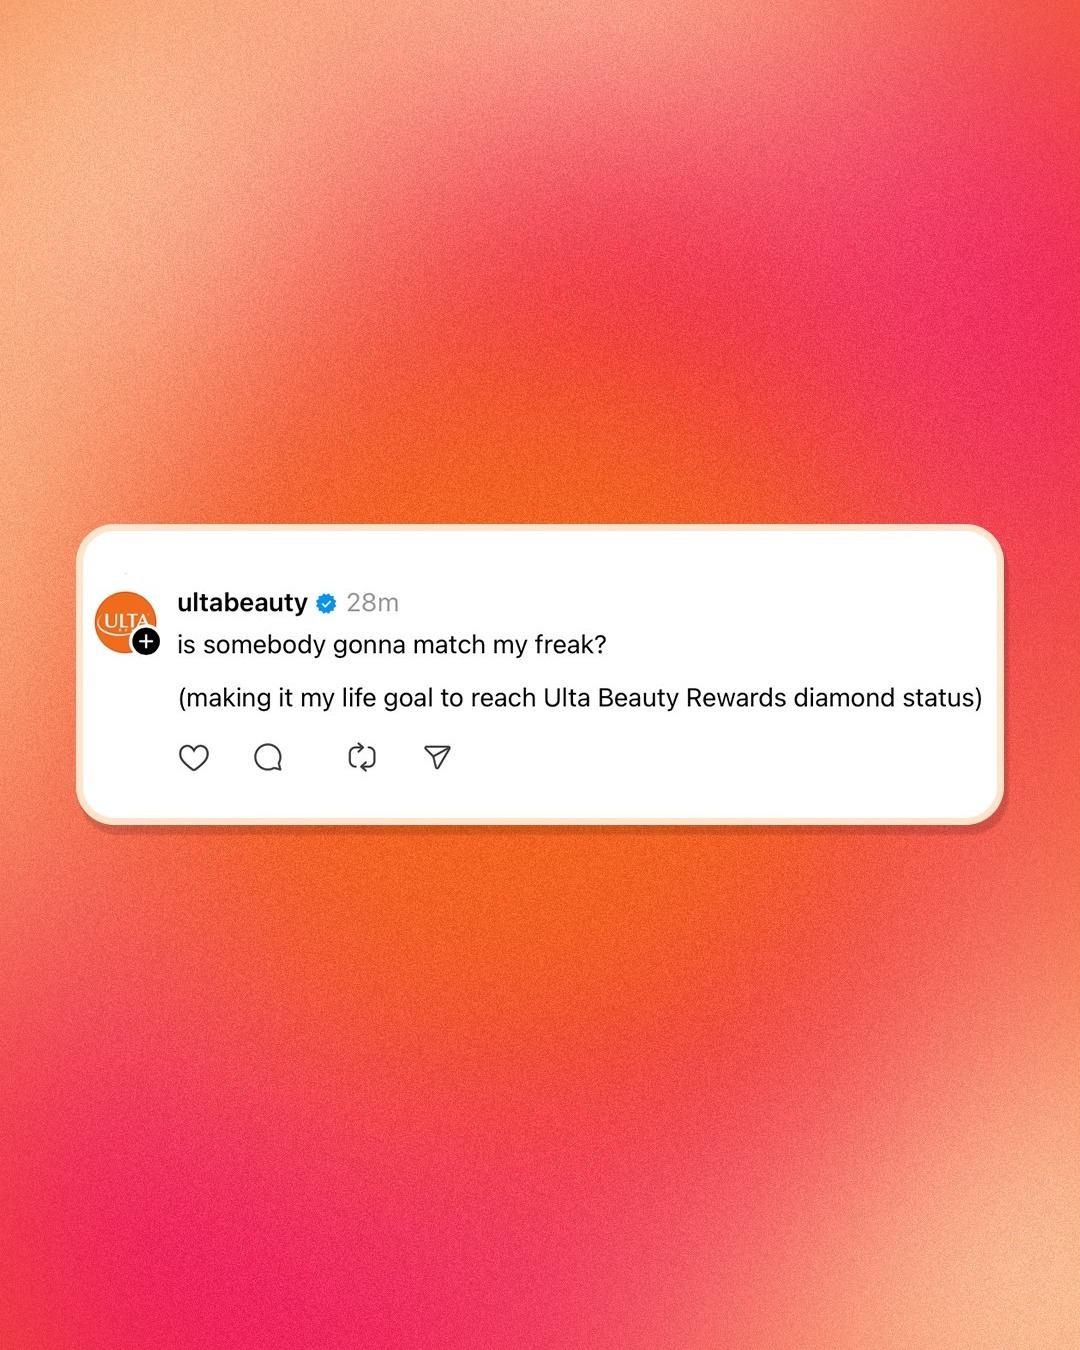 ULTA
ultabeauty 28m
is somebody gonna match my freak?
(making it my life goal to reach Ulta Beauty Rewards diamond status)